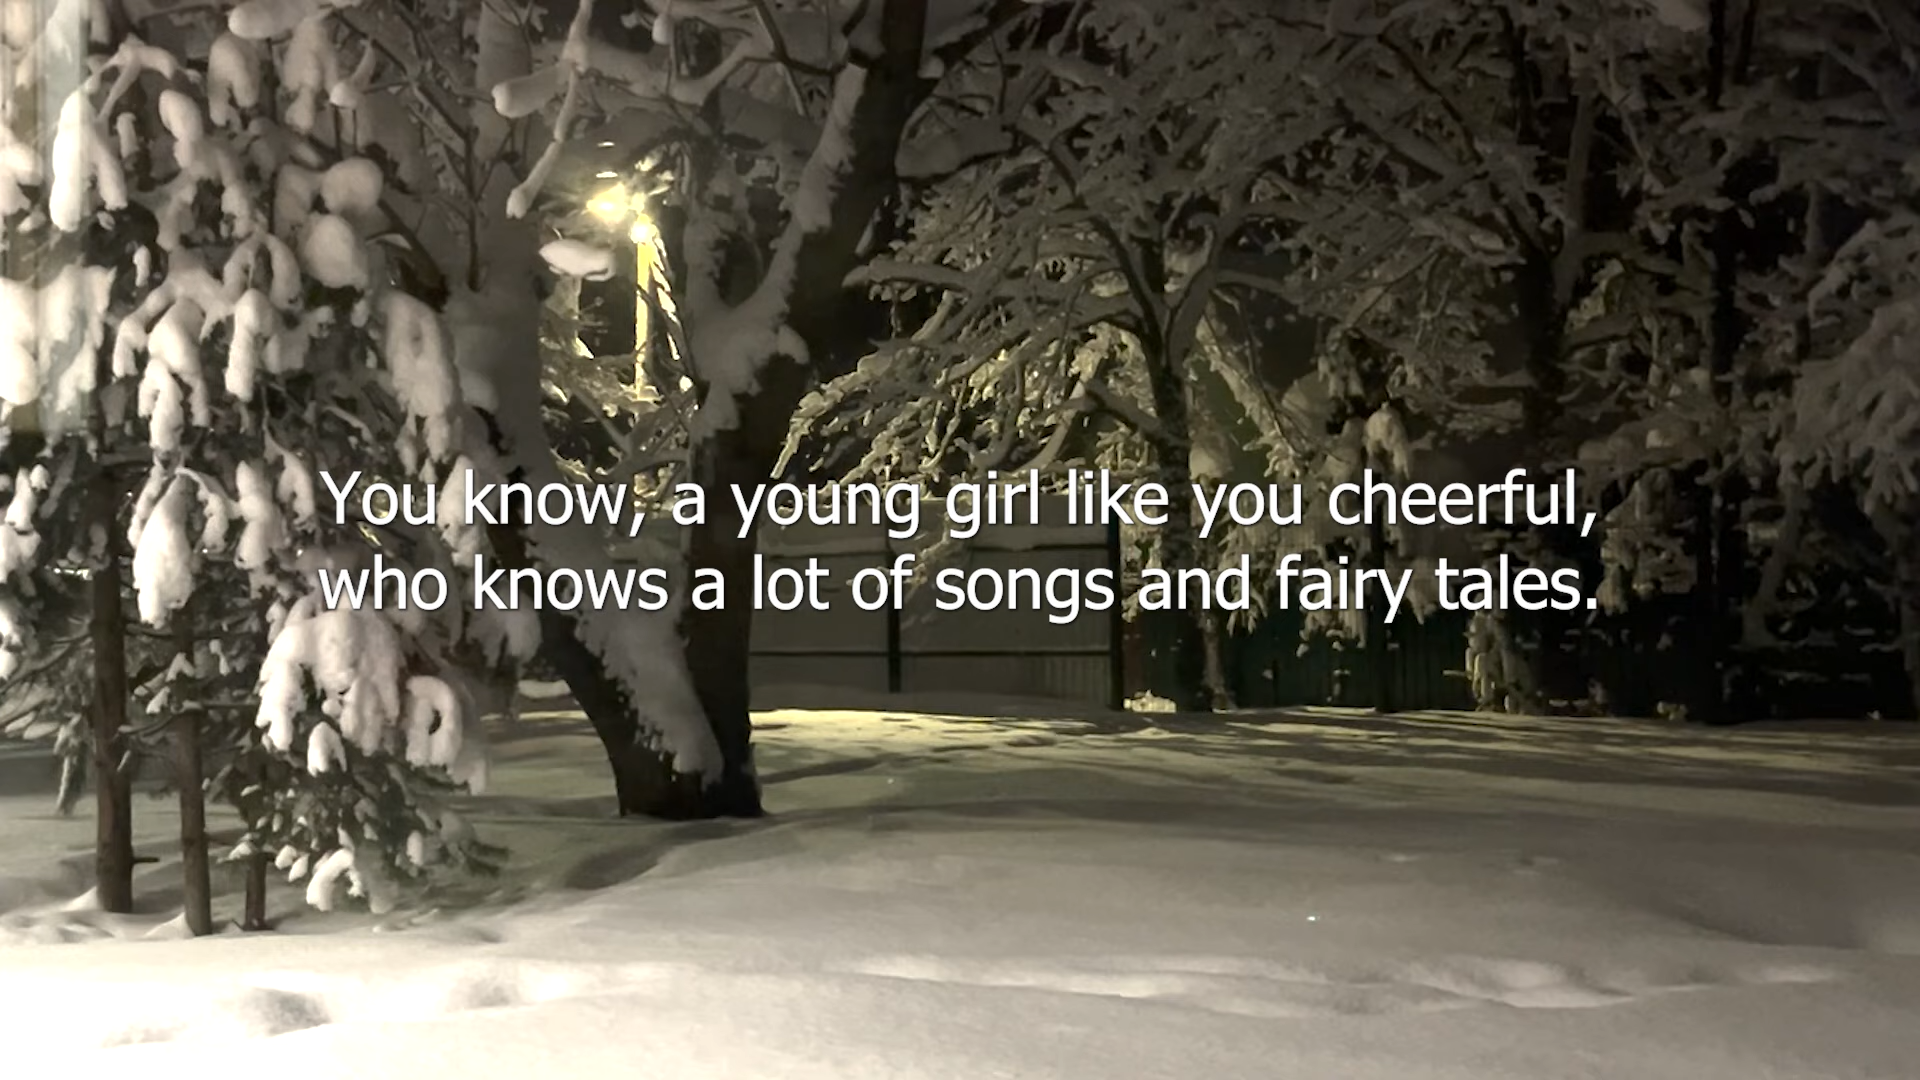 You know, a young girl like you cheerful,
who knows a lot of songs and fairy tales.